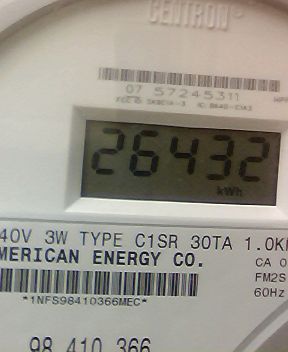 CENTRON®
07 57245311
26432
kWh
40V 3W TYPE C1SR 30TA 1.0K
MERICAN ENERGY CO.
CA 0
FM2S
*1NFS98410366MEC*
60Hz
98 410 366